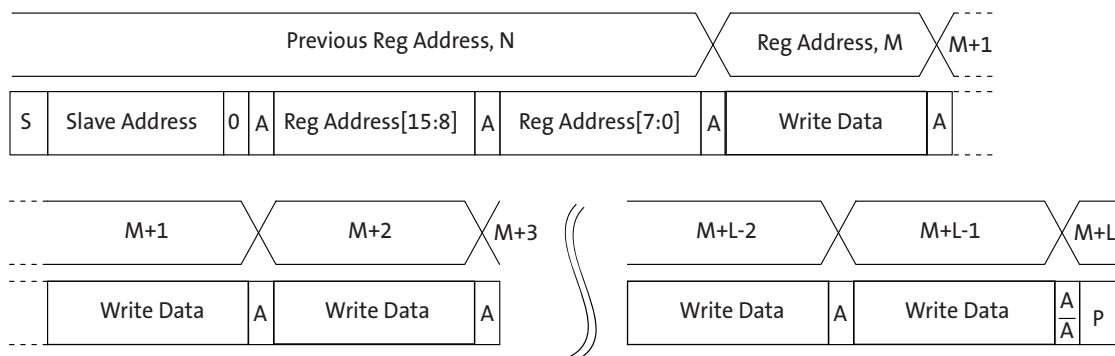 Previous Reg Address, N Reg Address, M M+1
S Slave Address 0 A Reg Address[15:8] A Reg Address[7:0] A Write Data A
M+1 M+2 M+3 M+L-2 M+L-1 M+L
Write Data A Write Data A Write Data A Write Data A/A̅ P